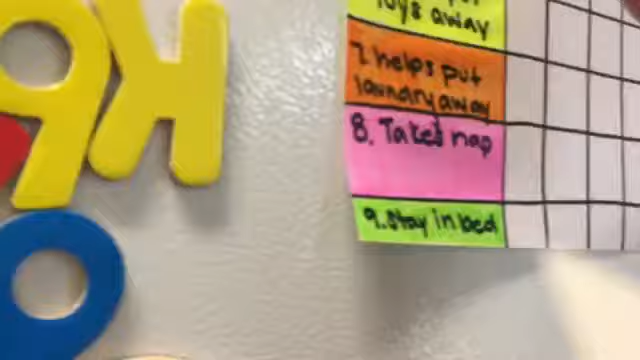 toys away
7. helps put
laundry away
8. Takes nap
9. Stay in bed